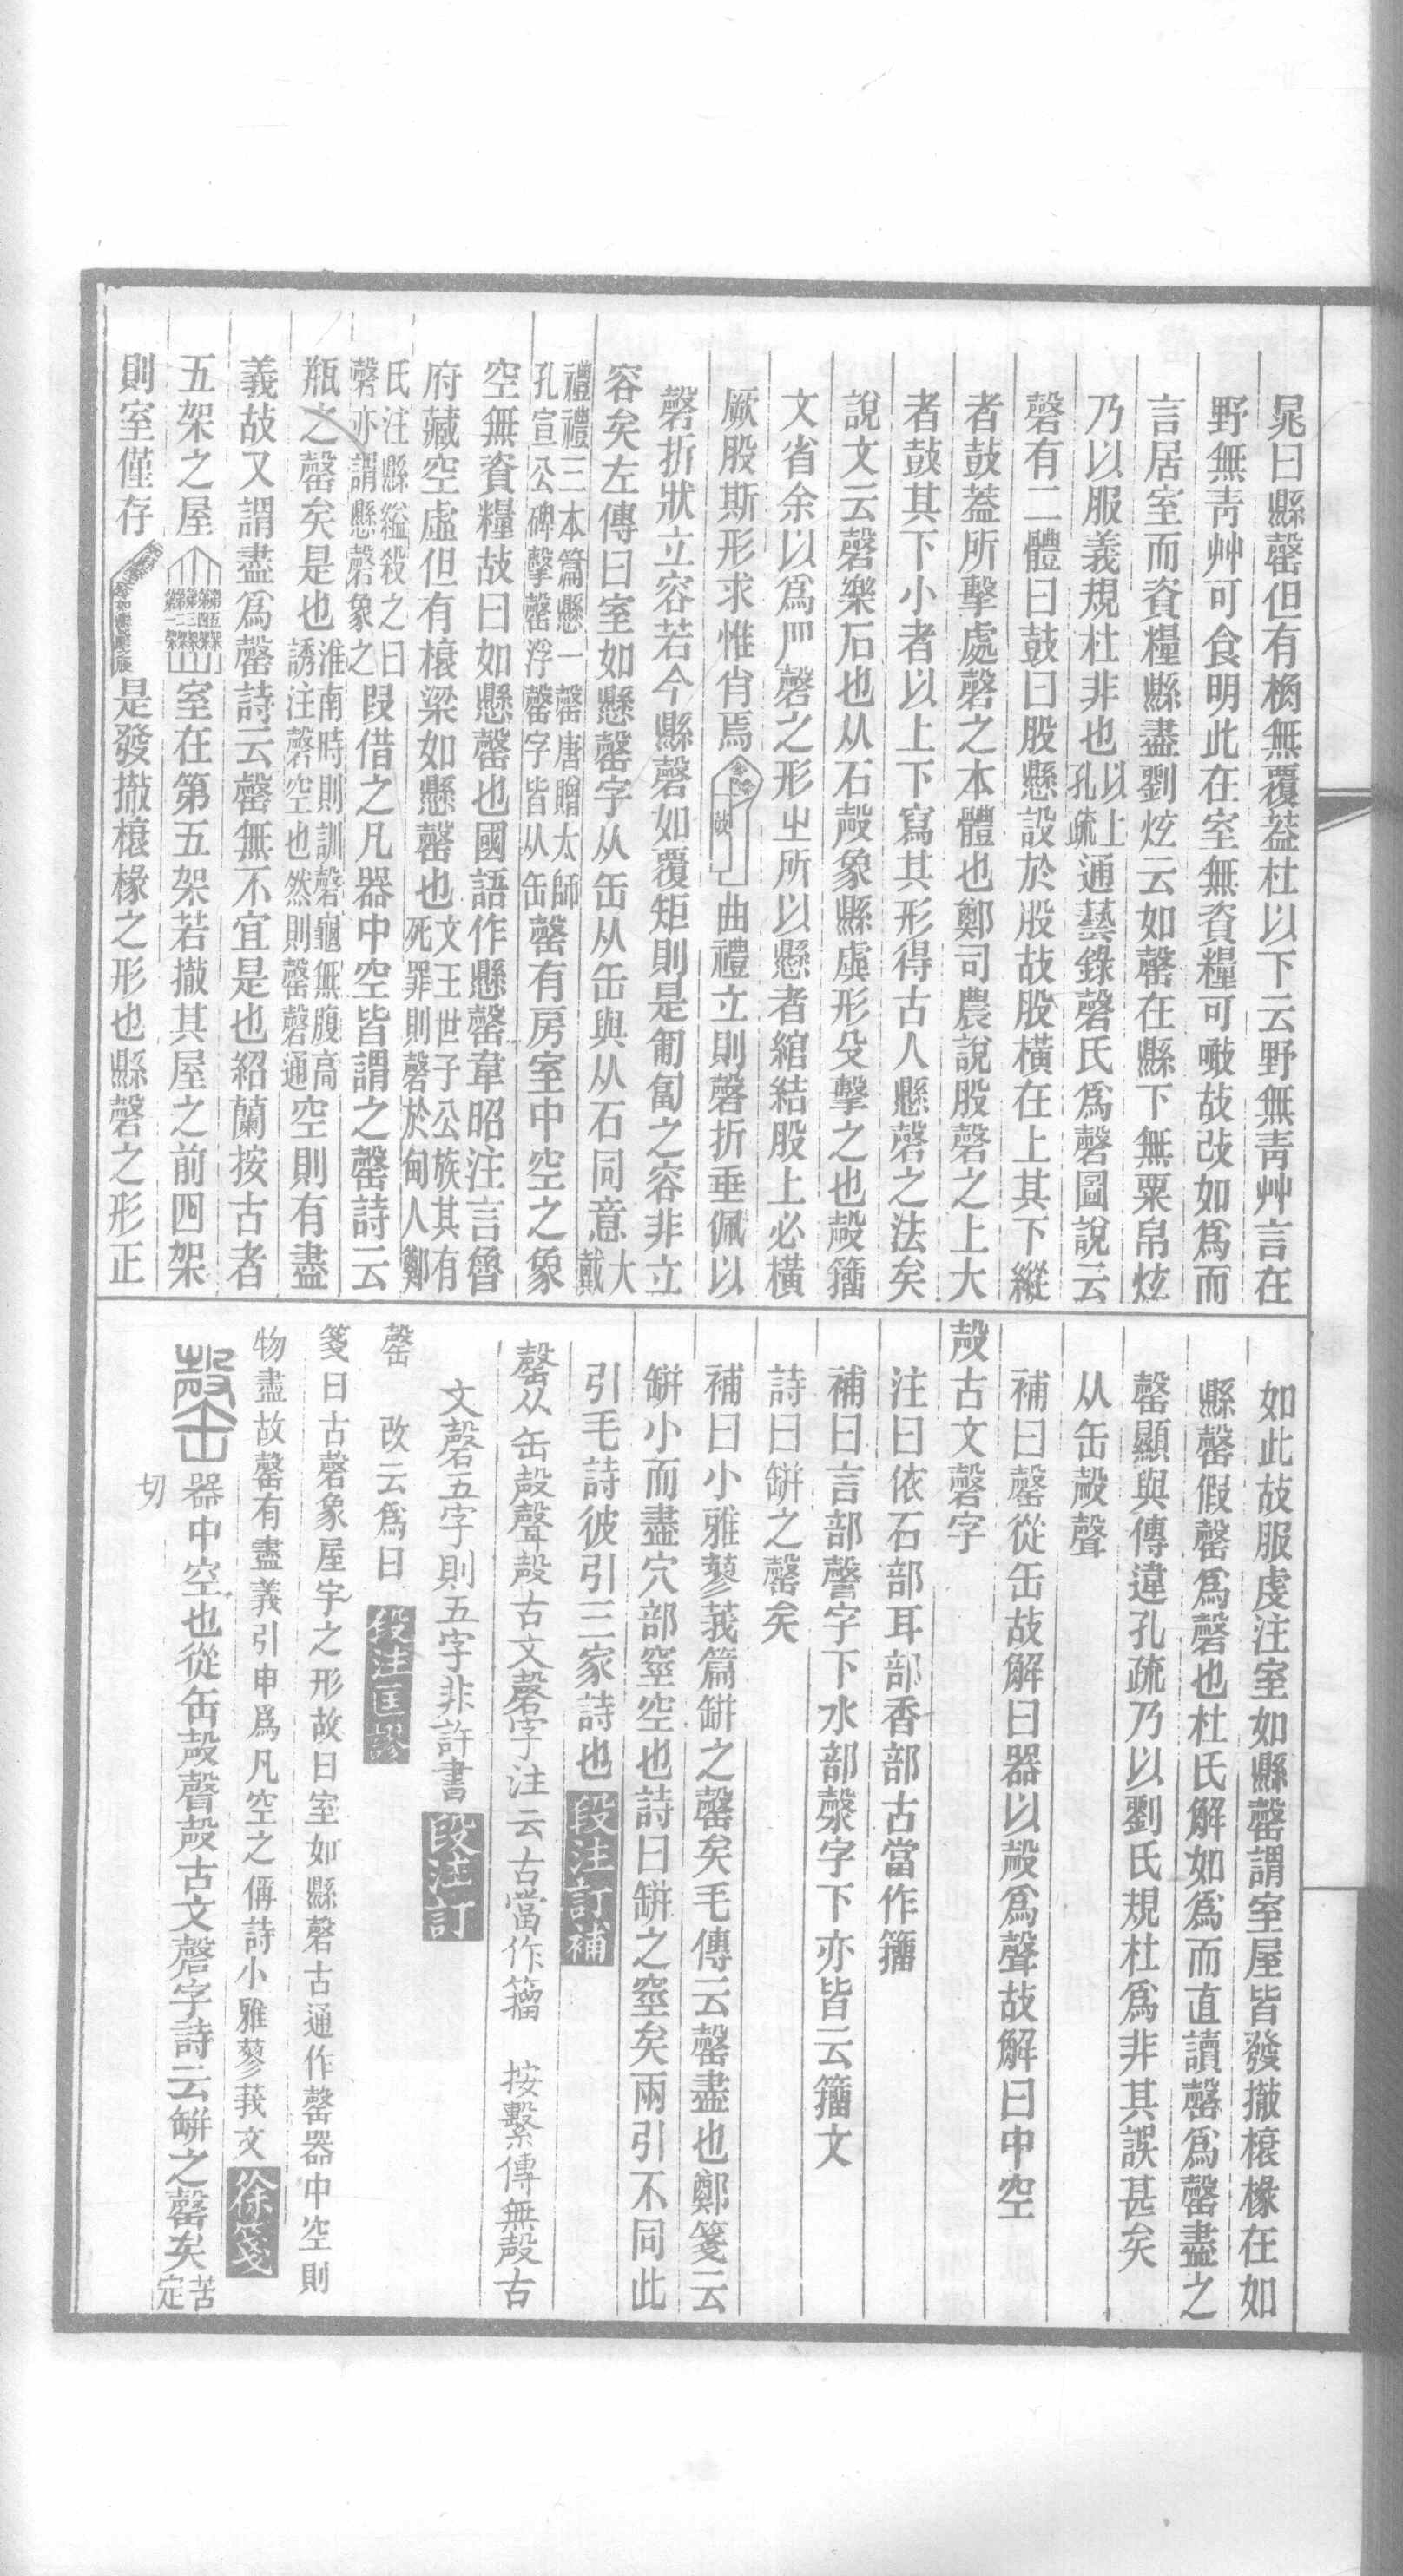 晁曰縣罄但有桷無覆蓋杜以下云野無青艸言在
野無青艸可食明此在室無資糧可噉故改如爲而
言居室而資糧縣盡劉炫云如罄在縣下無粟帛炫
乃以服義規杜非也以上孔疏通藝錄磬氏爲磬圖說云
磬有二體曰鼓曰股懸設於股故股橫在上其下縱
者鼓蓋所擊處磬之本體也鄭司農說股磬之上大
者鼓其下小者以上下寫其形得古人懸磬之法矣
說文云磬樂石也从石殸象縣虡形殳擊之也殸籀
文省余以爲声磬之形屮所以懸者綰結股上必橫
厥股斯形求惟肖焉 鼓 曲禮立則磬折垂佩以
磬折狀立容若今縣磬如覆矩則是匍匐之容非立
容矣左傳曰室如懸罄字从缶从缶與从石同意大戴
禮禮三本篇懸一罄唐贈太師孔宣公碑擊罄浮罄字皆从缶罄有房室中空之象
空無資糧故曰如懸罄也國語作懸罄韋昭注言魯
府藏空虛但有榱梁如懸罄也文王世子公族其有死罪則磬於甸人鄭
氏注縣縊殺之曰磬亦謂懸磬象之叚借之凡器中空皆謂之罄詩云
瓶之罄矣是也淮南時則訓磬龜無腹高誘注磬空也然則罄磬通空則有盡
義故又謂盡爲罄詩云罄無不宜是也紹蘭按古者
五架之屋 室在第五架若撤其屋之前四架
則室僅存 是發撤榱椽之形也縣磬之形正
如此故服虔注室如縣罄謂室屋皆發撤榱椽在如
縣罄假罄爲磬也杜氏解如爲而直讀罄爲罄盡之
罄顯與傳違孔疏乃以劉氏規杜爲非其誤甚矣
从缶殸聲
補曰罄從缶故解曰器以殸爲聲故解曰中空
殸古文磬字
注曰依石部耳部香部古當作籀
補曰言部謦字下水部漀字下亦皆云籀文
詩曰缾之罄矣
補曰小雅蓼莪篇缾之罄矣毛傳云罄盡也鄭箋云
缾小而盡穴部窒空也詩曰缾之窒矣兩引不同此
引毛詩彼引三家詩也段注訂補
罄从缶殸聲殸古文磬字注云古當作籀 按繫傳無殸古
文磬五字則五字非許書段注訂
罄 改云爲曰 段注匡謬
箋曰古磬象屋宇之形故曰室如縣磬古通作罄器中空則
物盡故罄有盡義引申爲凡空之偁詩小雅蓼莪文徐箋
罄 器中空也從缶殸聲殸古文磬字詩云缾之罄矣苦定
切